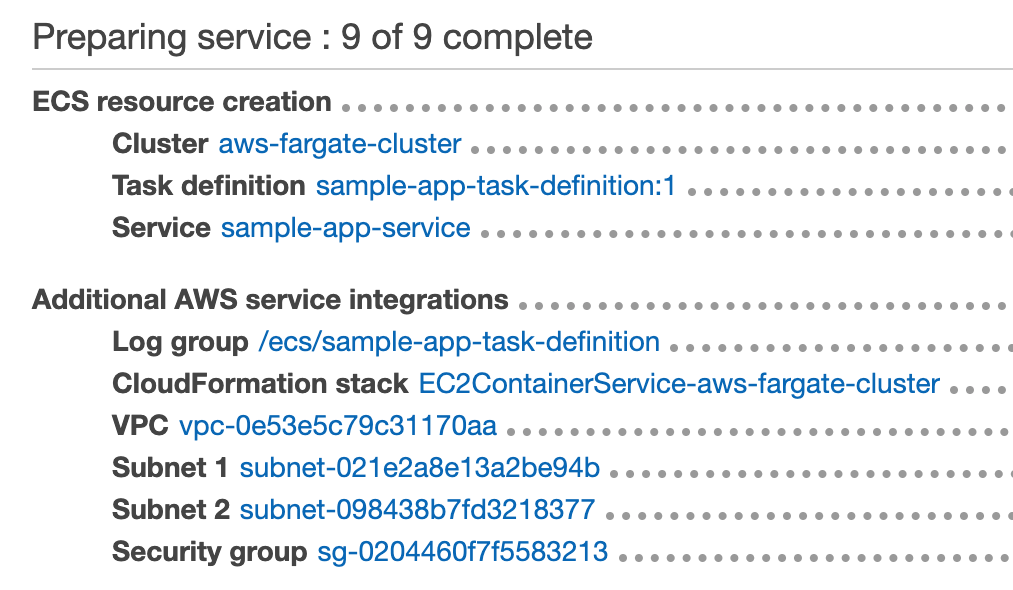 Preparing service : 9 of 9 complete
ECS resource creation
Cluster aws-fargate-cluster
Task definition sample-app-task-definition:1
Service sample-app-service
Additional AWS service integrations
Log group /ecs/sample-app-task-definition
CloudFormation stack EC2ContainerService-aws-fargate-cluster
VPC vpc-0e53e5c79c31170aa
Subnet 1 subnet-021e2a8e13a2be94b
Subnet 2 subnet-098438b7fd3218377
Security group sg-0204460f7f5583213